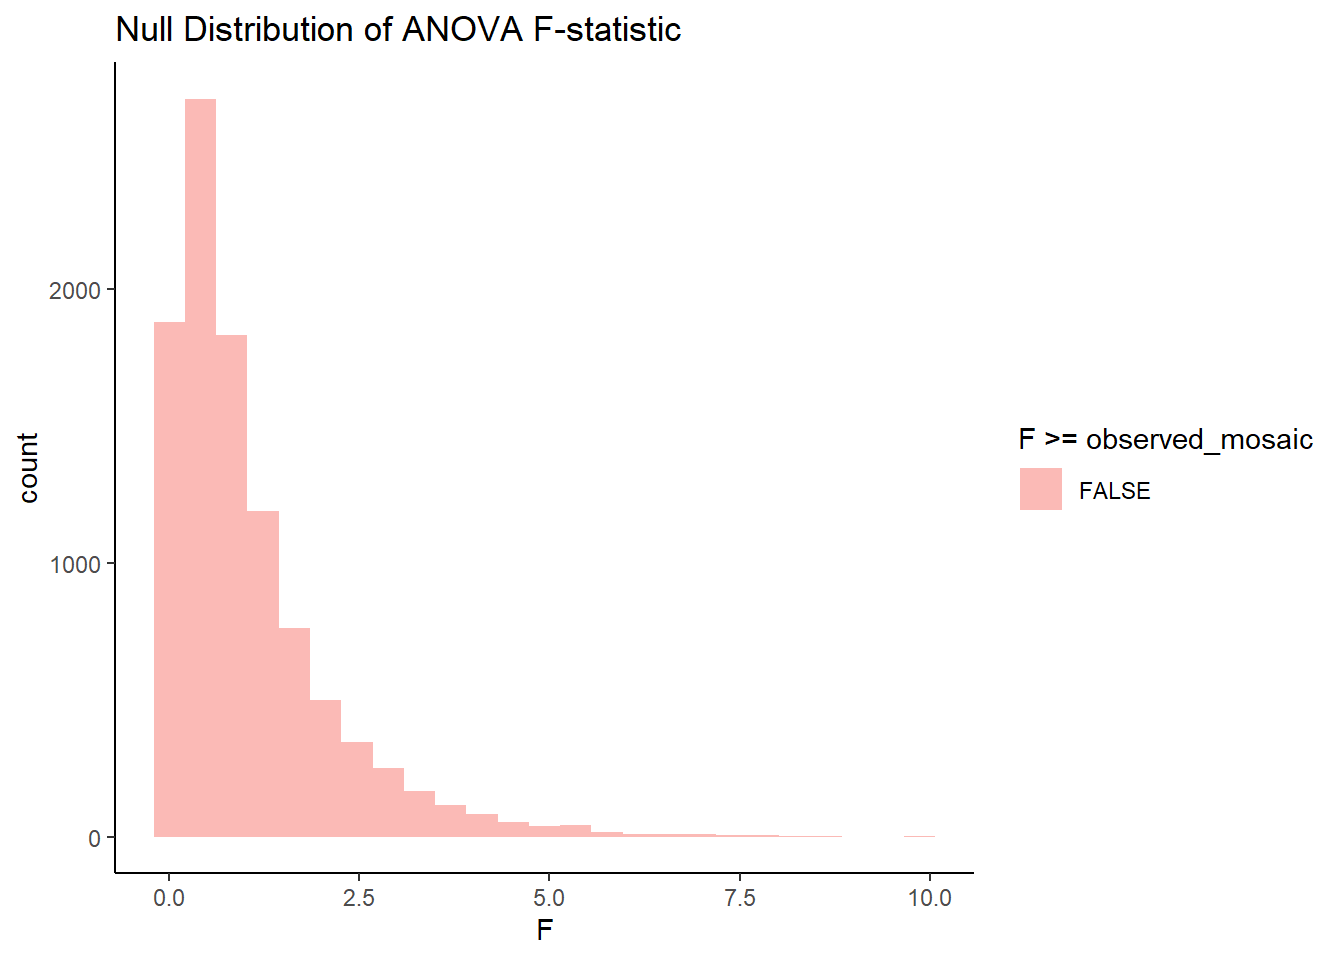 Null Distribution of ANOVA F-statistic
count
2000
1000
0
0.0 2.5 5.0 7.5 10.0
F
F >= observed_mosaic
FALSE